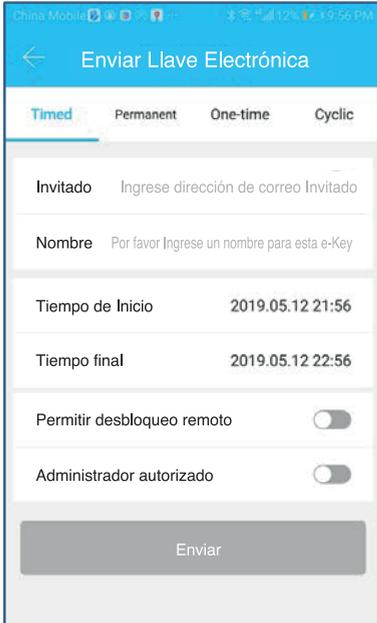 China Mobile 12% 9:56 PM
Enviar Llave Electrónica
Timed Permanent One-time Cyclic
Invitado Ingrese dirección de correo Invitado
Nombre Por favor Ingrese un nombre para esta e-Key
Tiempo de Inicio 2019.05.12 21:56
Tiempo final 2019.05.12 22:56
Permitir desbloqueo remoto
Administrador autorizado
Enviar